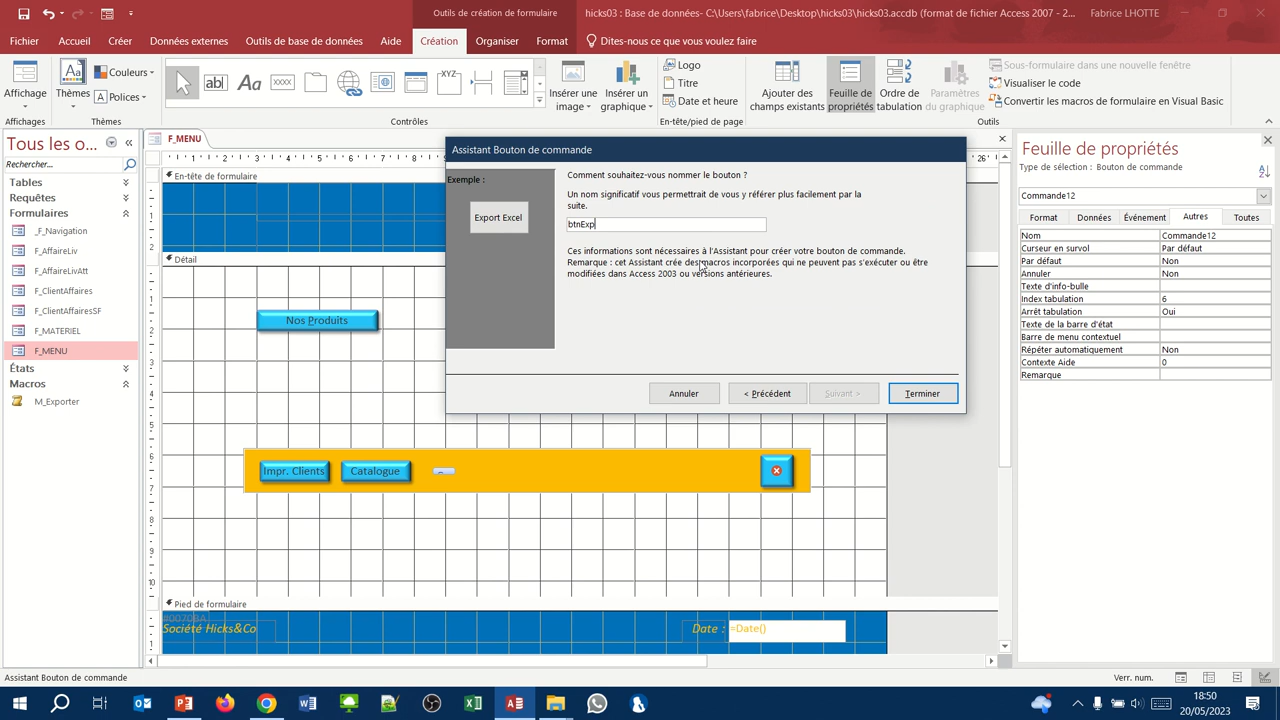 Outils de création de formulaire
hicks03 : Base de données- C:\Users\fabrice\Desktop\hicks03\hicks03.accdb (format de fichier Access 2007 - 2...
Fabrice LHOTTE
Fichier
Accueil
Créer
Données externes
Outils de base de données
Aide
Création
Organiser
Format
Dites-nous ce que vous voulez faire
Affichage
Thèmes
Couleurs
Polices
ab|
Aa
XXXX
XYZ
Insérer une
image
Insérer un
graphique
Logo
Titre
Date et heure
Ajouter des
champs existants
Feuille de
propriétés
Ordre de
tabulation
Paramètres
du graphique
Sous-formulaire dans une nouvelle fenêtre
Visualiser le code
Convertir les macros de formulaire en Visual Basic
Affichages
Thèmes
Contrôles
En-tête/pied de page
Outils
Tous les o...
Rechercher...
Tables
Requêtes
Formulaires
_F_Navigation
F_AffaireLiv
F_AffaireLivAtt
F_ClientAffaires
F_ClientAffairesSF
F_MATERIEL
F_MENU
États
Macros
M_Exporter
F_MENU
En-tête de formulaire
Détail
Nos Produits
Impr. Clients
Catalogue
Pied de formulaire
Société Hicks&Co
Date :
=Date()
Assistant Bouton de commande
Exemple :
Export Excel
Comment souhaitez-vous nommer le bouton ?
Un nom significatif vous permettrait de vous y référer plus facilement par la
suite.
btnExp
Ces informations sont nécessaires à l'Assistant pour créer votre bouton de commande.
Remarque : cet Assistant crée des macros incorporées qui ne peuvent pas s'exécuter ou être
modifiées dans Access 2003 ou versions antérieures.
Annuler
< Précédent
Suivant >
Terminer
Feuille de propriétés
Type de sélection : Bouton de commande
Commande12
Format
Données
Événement
Autres
Toutes
Nom Commande12
Curseur en survol Par défaut
Par défaut Non
Annuler Non
Texte d'info-bulle
Index tabulation 6
Arrêt tabulation Oui
Texte de la barre d'état
Barre de menu contextuel
Répéter automatiquement Non
Contexte Aide 0
Remarque
Assistant Bouton de commande
Verr. num.
18:50
20/05/2023